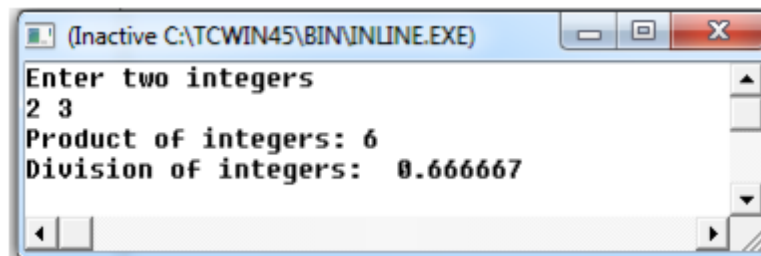 (Inactive C:\TCWIN45\BIN\INLINE.EXE)
Enter two integers
2 3
Product of integers: 6
Division of integers:  0.666667